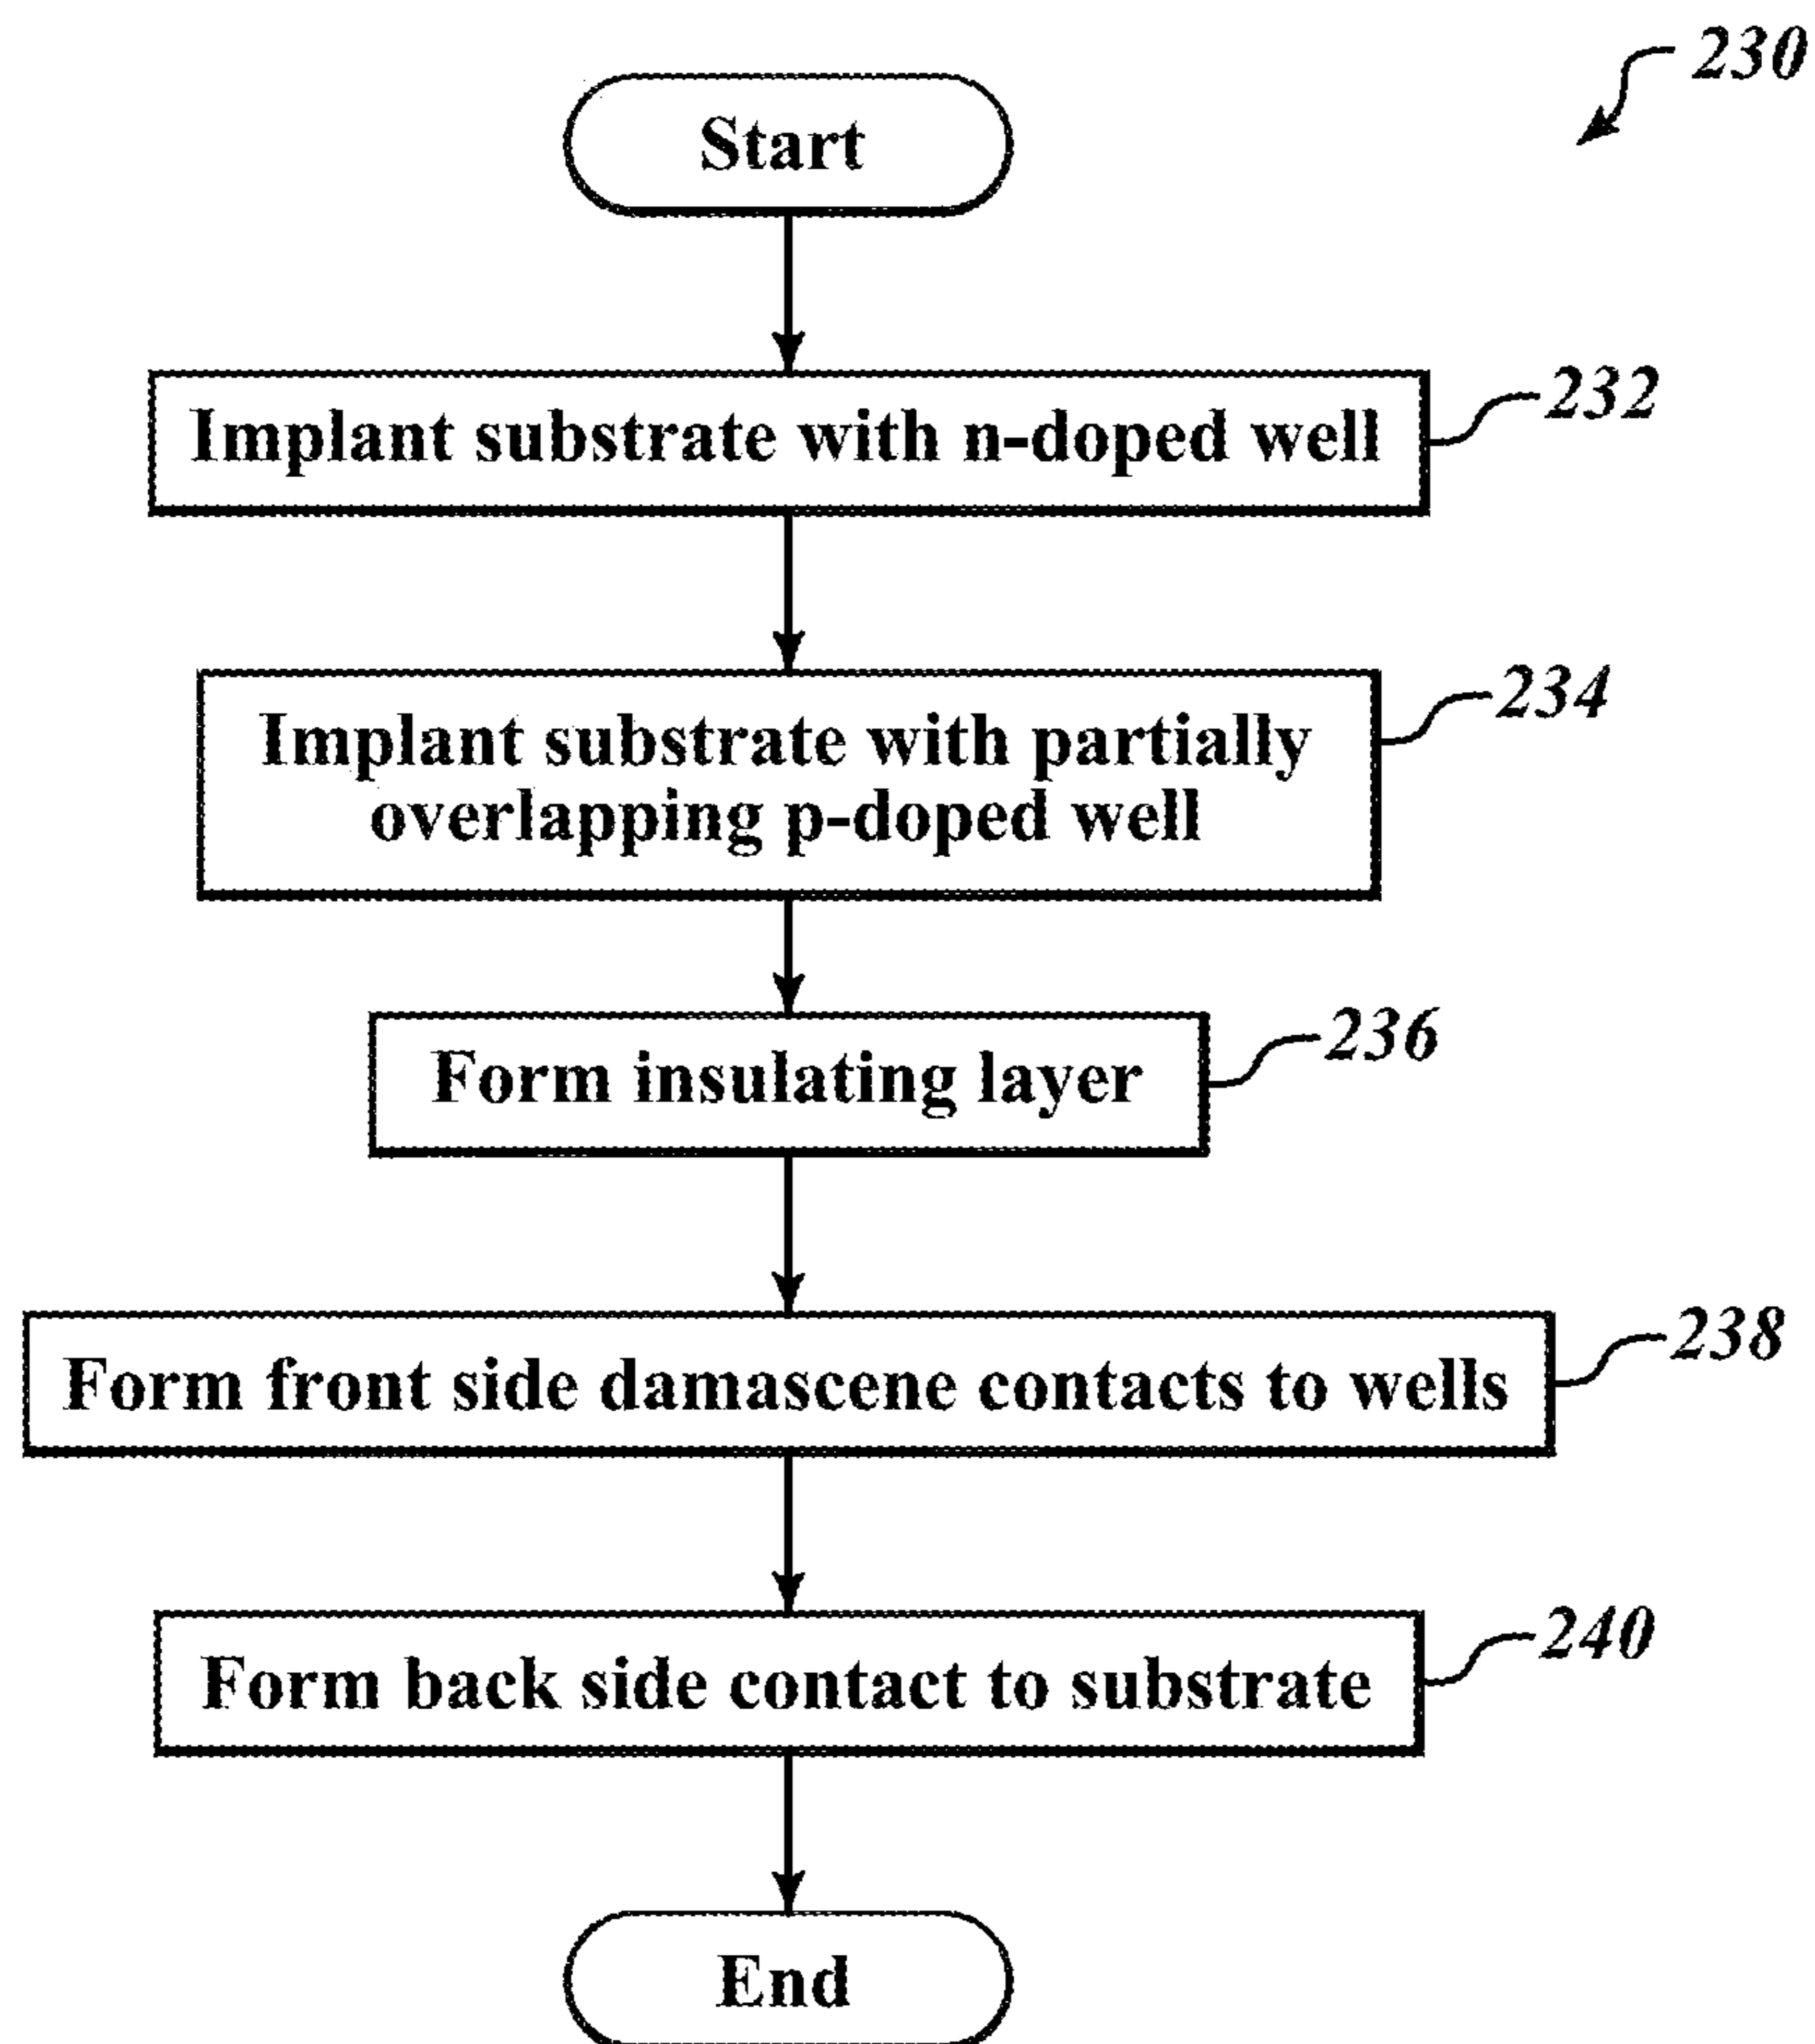 230
Start
Implant substrate with n-doped well
232
Implant substrate with partially
overlapping p-doped well
234
Form insulating layer
236
Form front side damascene contacts to wells
238
Form back side contact to substrate
240
End